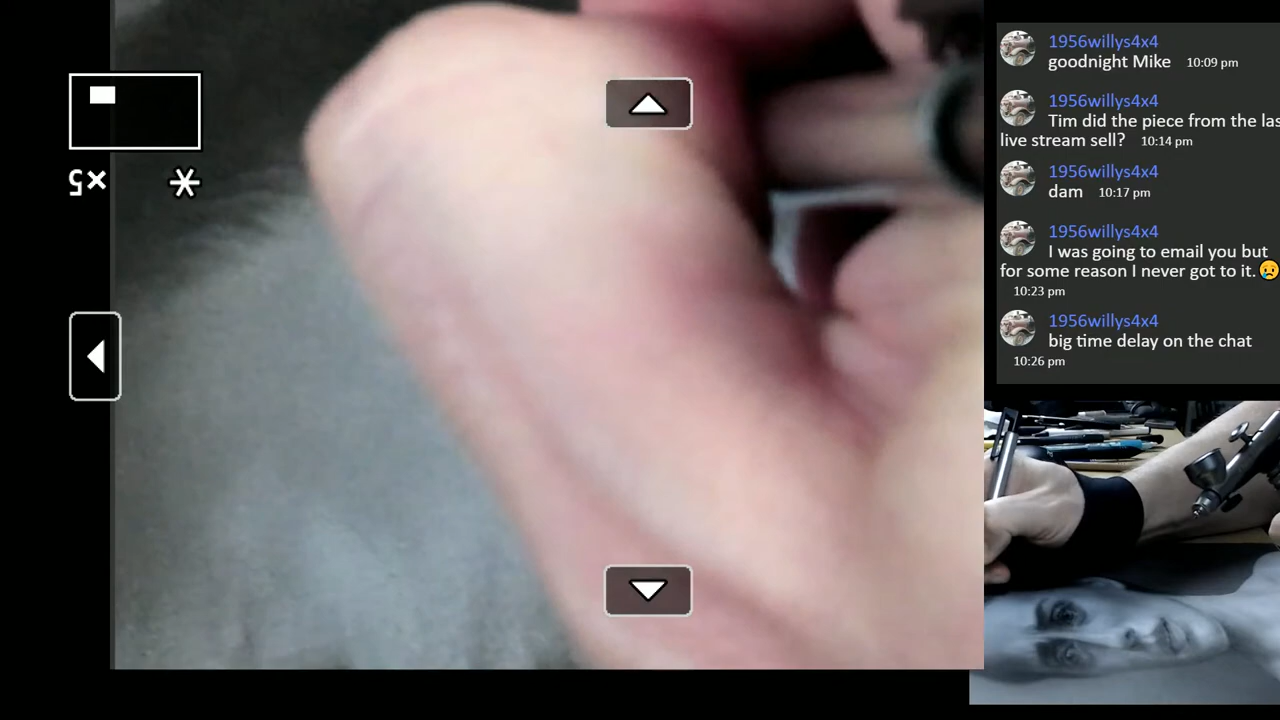 x5
1956willys4x4
goodnight Mike 10:09 pm
1956willys4x4
Tim did the piece from the las
live stream sell? 10:14 pm
1956willys4x4
dam 10:17 pm
1956willys4x4
I was going to email you but
for some reason I never got to it.😢
10:23 pm
1956willys4x4
big time delay on the chat
10:26 pm